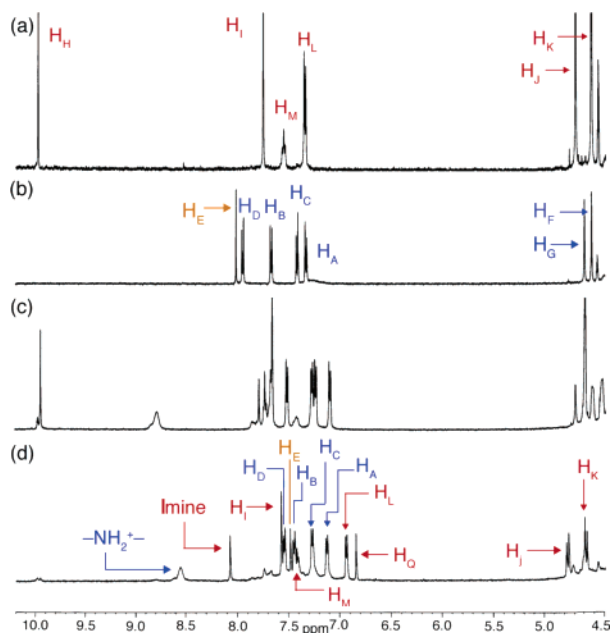 (a)
H_H H_I H_M H_L H_J H_K
(b)
H_E H_D H_B H_C H_A H_G H_F
(c)
(d)
–NH₂⁺– Imine H_I H_D H_E H_B H_M H_C H_A H_L H_Q H_j H_K
10.0 9.5 9.0 8.5 8.0 7.5 ppm 7.0 6.5 6.0 5.5 5.0 4.5